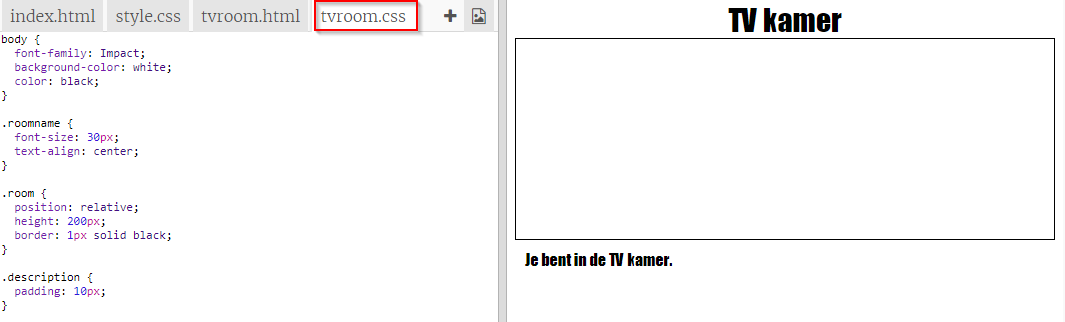 index.html style.css tvroom.html tvroom.css +
body {
  font-family: Impact;
  background-color: white;
  color: black;
}
.roomname {
  font-size: 30px;
  text-align: center;
}
.room {
  position: relative;
  height: 200px;
  border: 1px solid black;
}
.description {
  padding: 10px;
}
TV kamer
Je bent in de TV kamer.